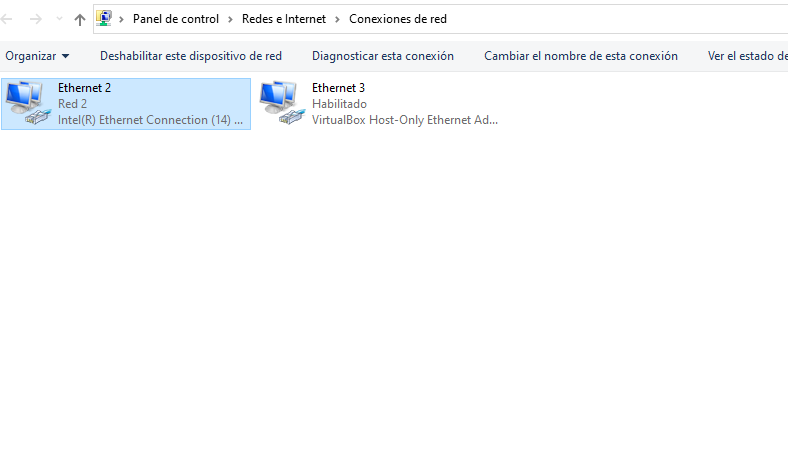 Panel de control > Redes e Internet > Conexiones de red
Organizar Deshabilitar este dispositivo de red Diagnosticar esta conexión Cambiar el nombre de esta conexión Ver el estado de
Ethernet 2
Red 2
Intel(R) Ethernet Connection (14) ...
Ethernet 3
Habilitado
VirtualBox Host-Only Ethernet Ad...